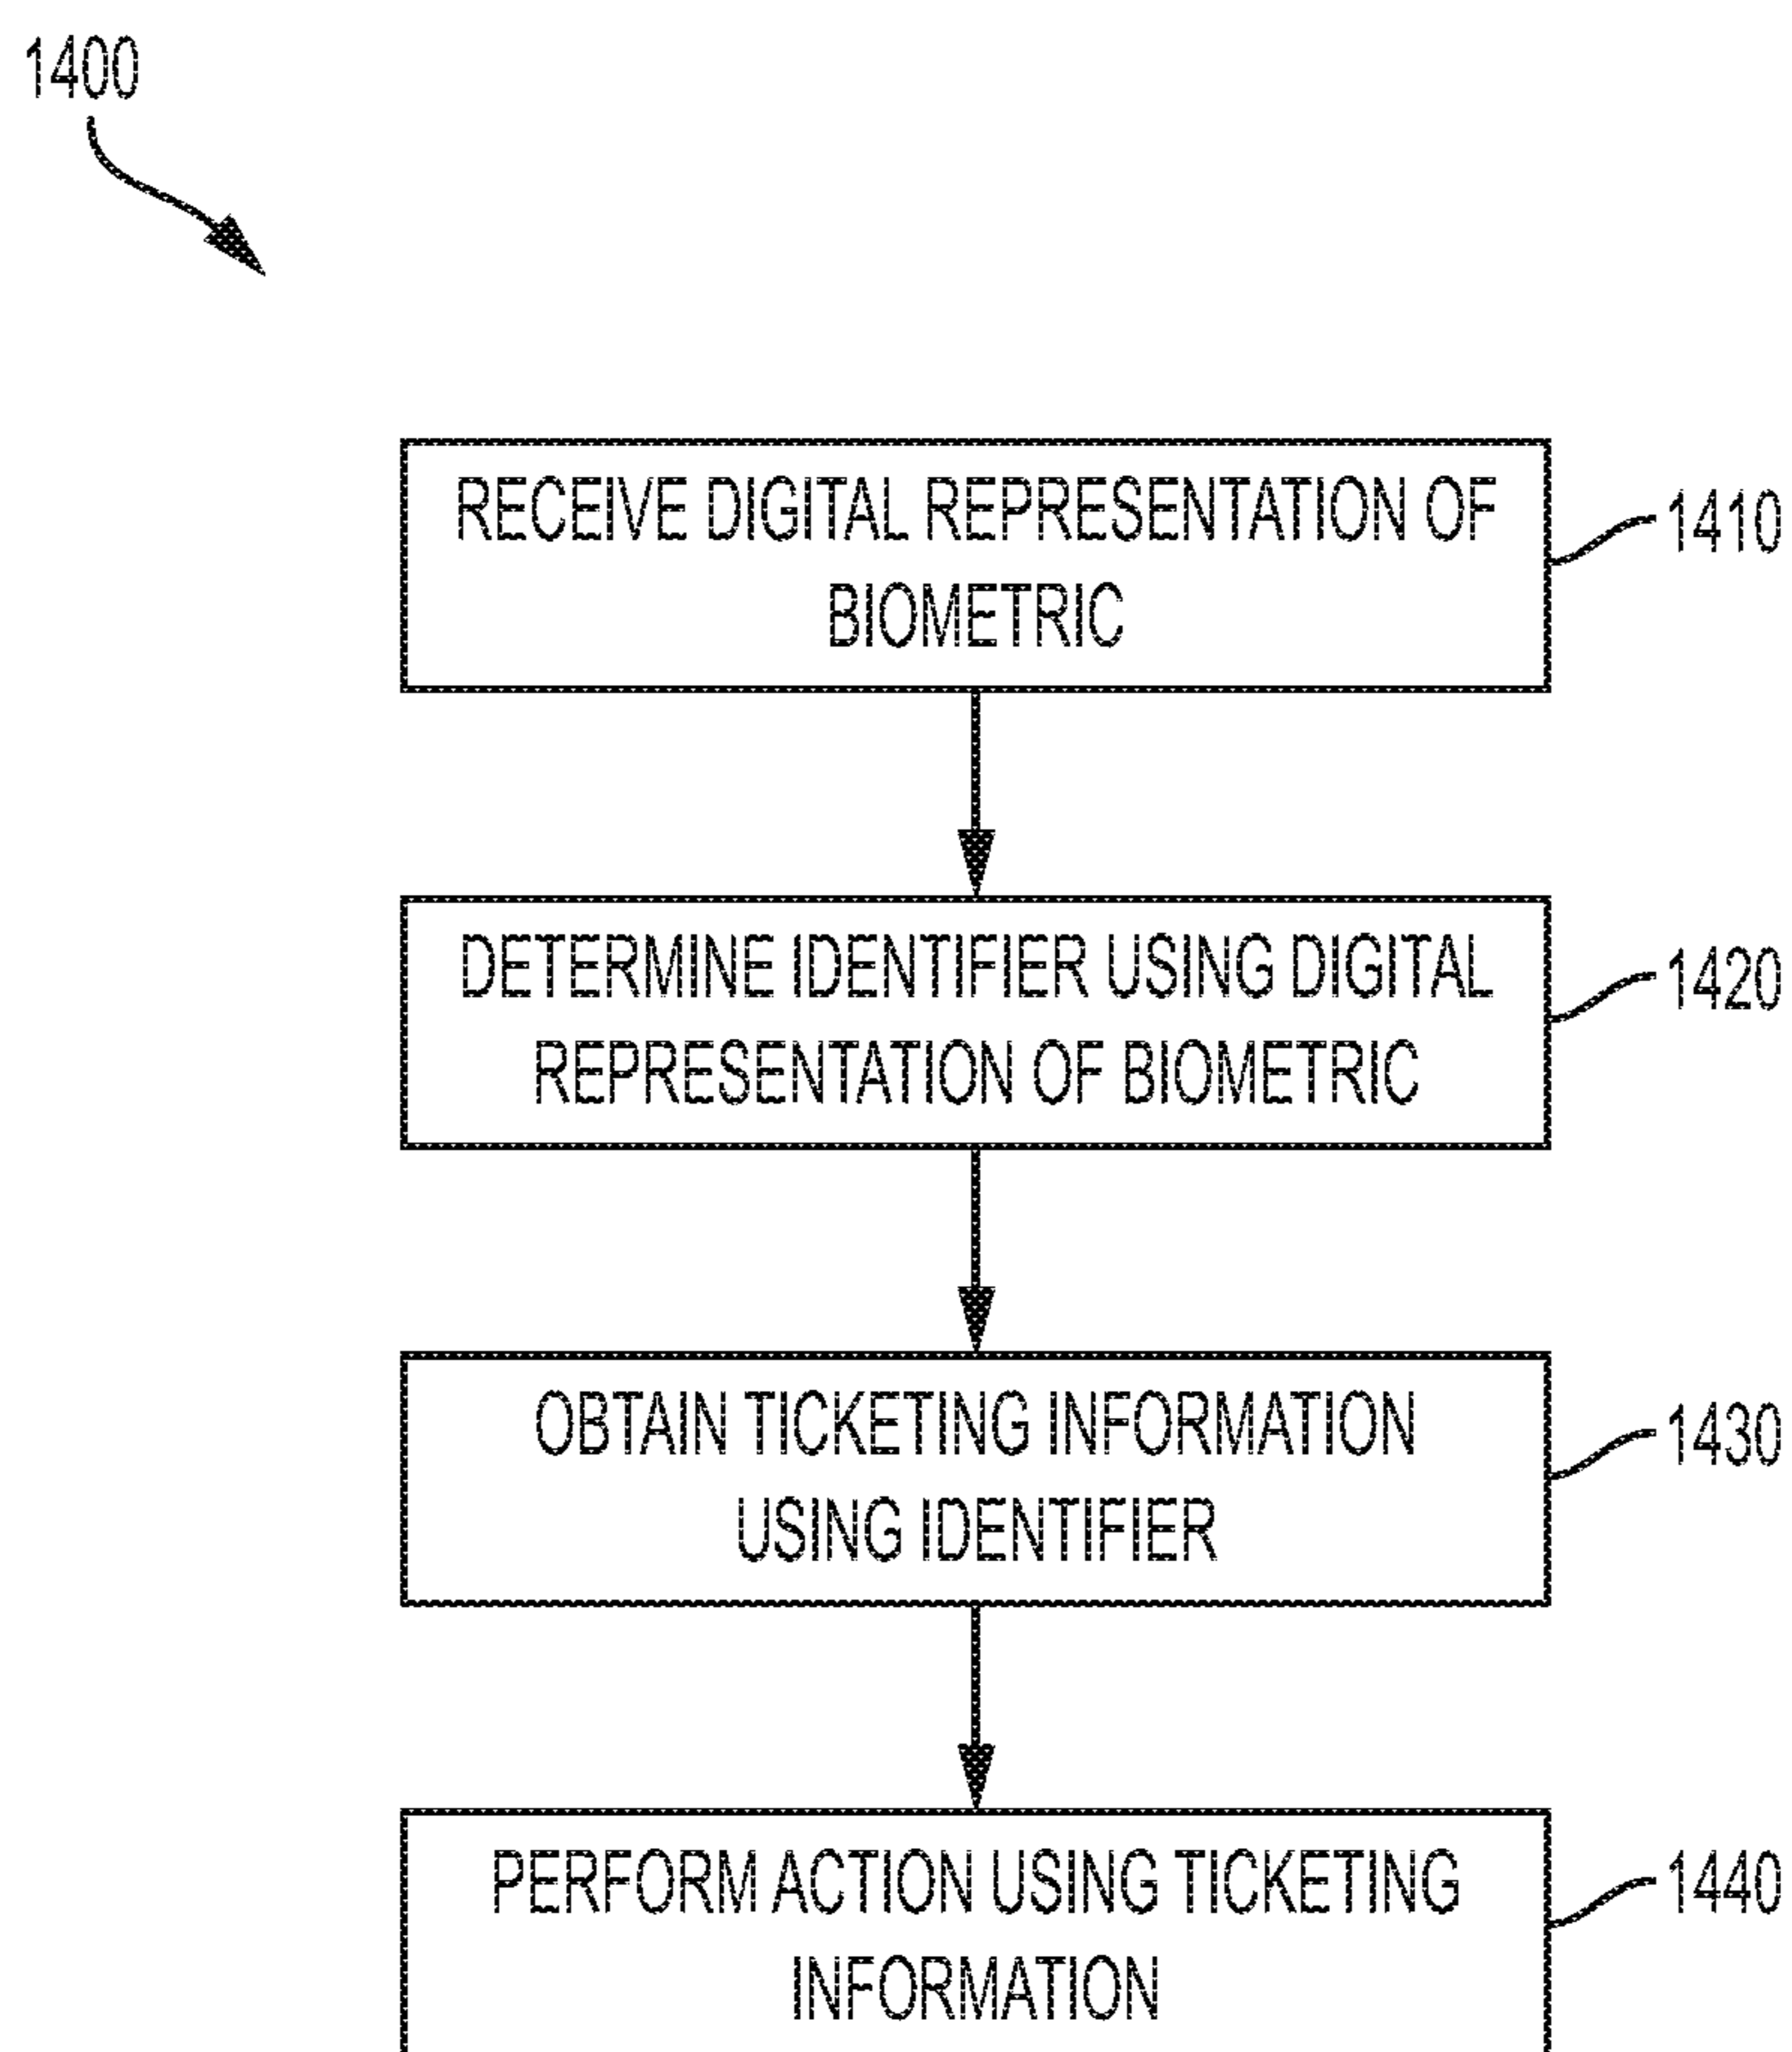 1400
RECEIVE DIGITAL REPRESENTATION OF
BIOMETRIC
1410
DETERMINE IDENTIFIER USING DIGITAL
REPRESENTATION OF BIOMETRIC
1420
OBTAIN TICKETING INFORMATION
USING IDENTIFIER
1430
PERFORM ACTION USING TICKETING
INFORMATION
1440